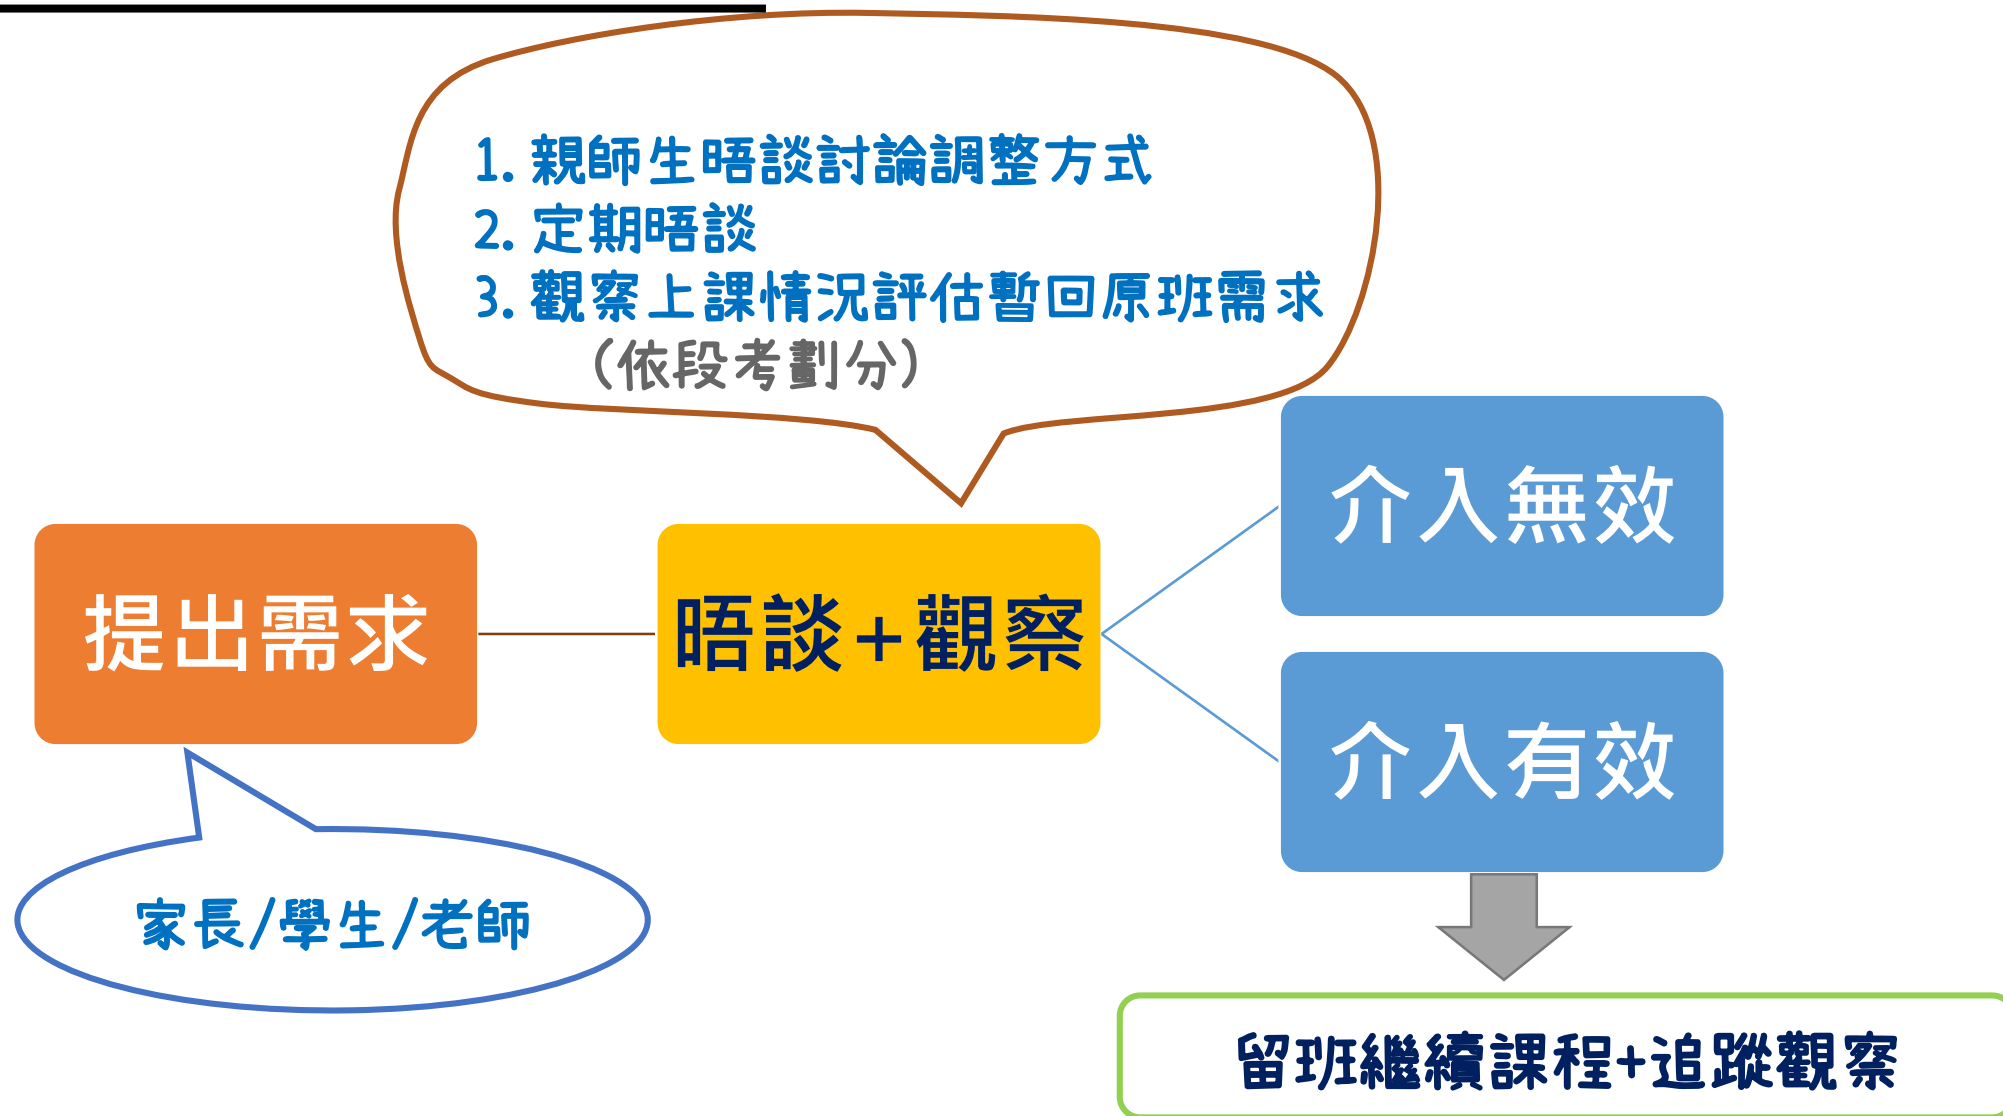 1. 親師生晤談討論調整方式
2. 定期晤談
3. 觀察上課情況評估暫回原班需求
(依段考劃分)
提出需求
晤談+觀察
介入無效
介入有效
家長/學生/老師
留班繼續課程+追蹤觀察